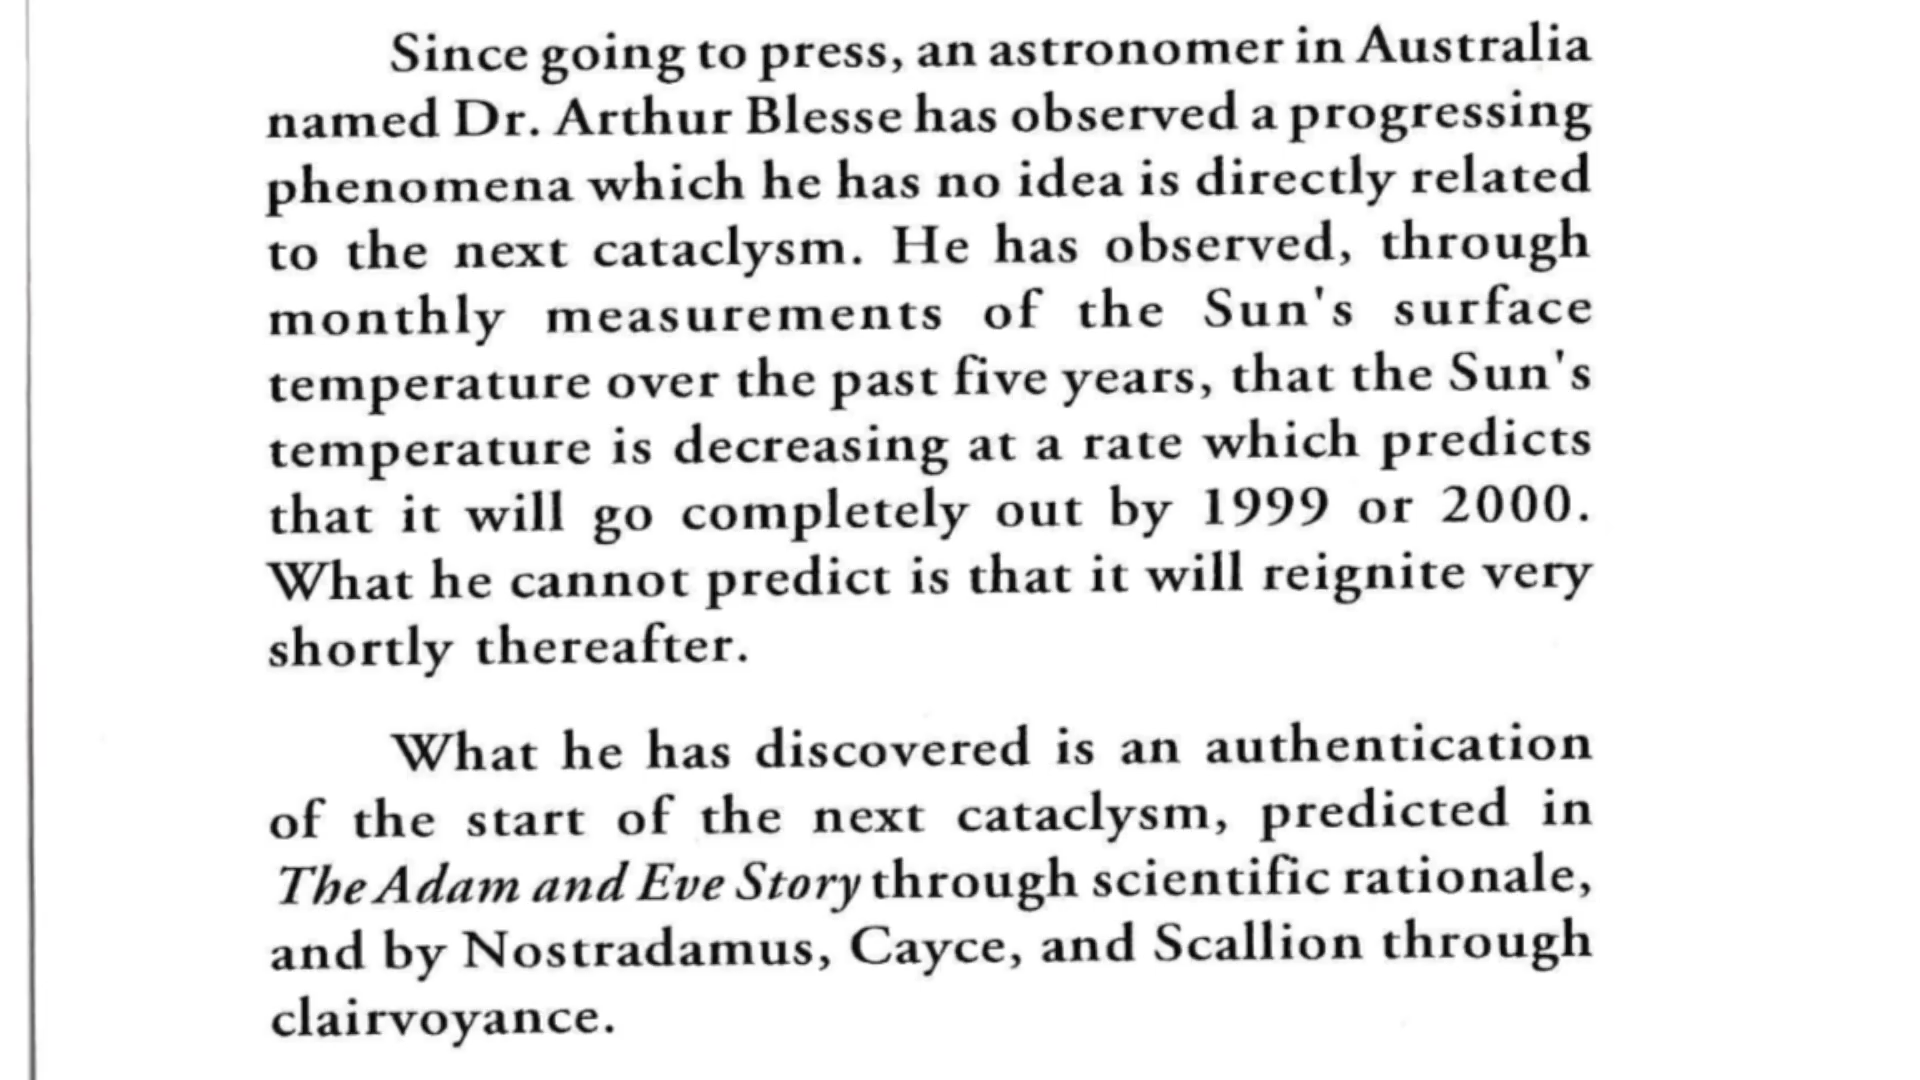 Since going to press, an astronomer in Australia
named Dr. Arthur Blesse has observed a progressing
phenomena which he has no idea is directly related
to the next cataclysm. He has observed, through
monthly measurements of the Sun's surface
temperature over the past five years, that the Sun's
temperature is decreasing at a rate which predicts
that it will go completely out by 1999 or 2000.
What he cannot predict is that it will reignite very
shortly thereafter.
What he has discovered is an authentication
of the start of the next cataclysm, predicted in
The Adam and Eve Story through scientific rationale,
and by Nostradamus, Cayce, and Scallion through
clairvoyance.